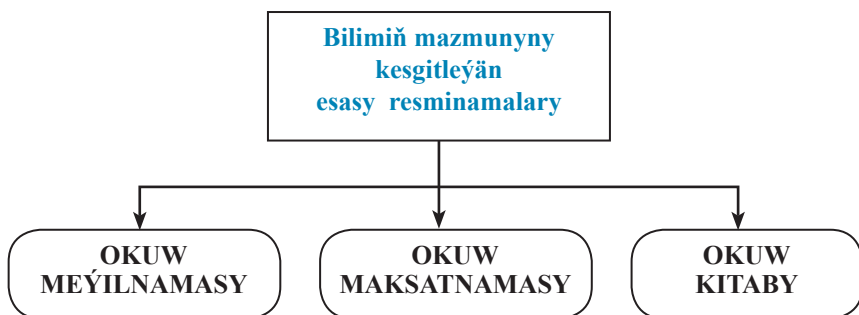 Bilimiň mazmunyny
kesgitleýän
esasy resminamalary
OKUW
MEÝILNAMASY
OKUW
MAKSATNAMASY
OKUW
KITABY